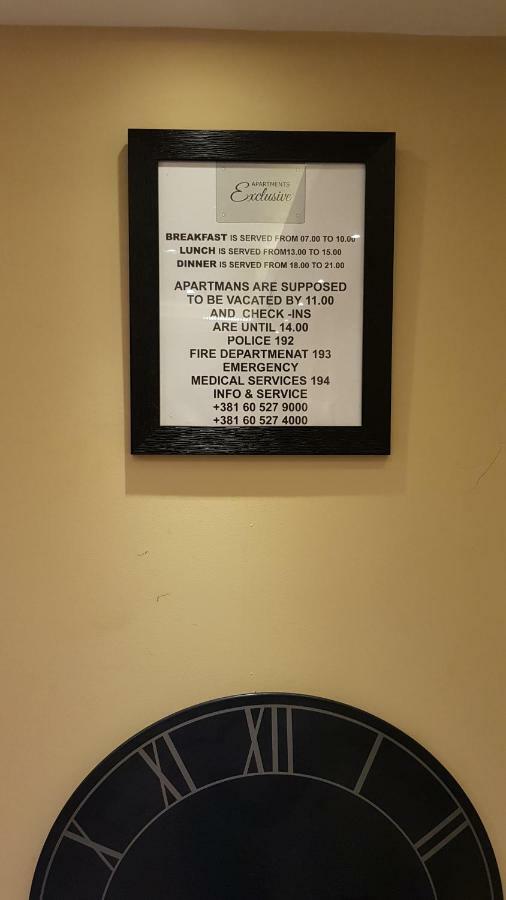 APARTMENTS
Exclusive
BREAKFAST IS SERVED FROM 07.00 TO 10.00
LUNCH IS SERVED FROM13.00 TO 15.00
DINNER IS SERVED FROM 18.00 TO 21.00
APARTMANS ARE SUPPOSED
TO BE VACATED BY 11.00
AND CHECK -INS
ARE UNTIL 14.00
POLICE 192
FIRE DEPARTMENAT 193
EMERGENCY
MEDICAL SERVICES 194
INFO & SERVICE
+381 60 527 9000
+381 60 527 4000
X XI XII I II